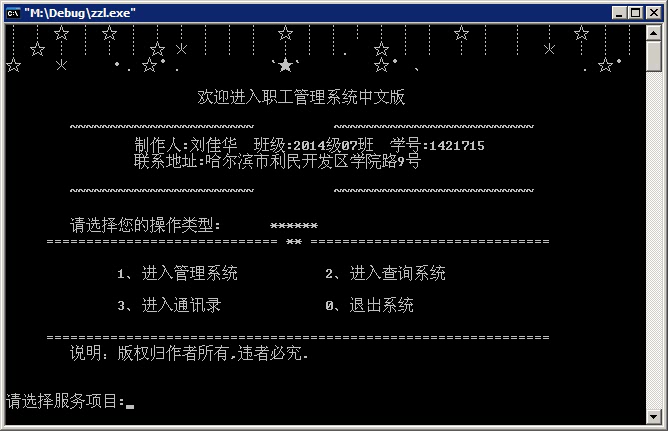 "M:\Debug\zzl.exe"
欢迎进入职工管理系统中文版
~~~~~~~~~~~~~~~~~~~~~~~ ~~~~~~~~~~~~~~~~~~~~~~~~~
制作人:刘佳华 班级:2014级07班 学号:1421715
联系地址:哈尔滨市利民开发区学院路9号
~~~~~~~~~~~~~~~~~~~~~~~ ~~~~~~~~~~~~~~~~~~~~~~~~~
请选择您的操作类型: ******
============================= ** ==============================
1、进入管理系统 2、进入查询系统
3、进入通讯录 0、退出系统
===============================================================
说明: 版权归作者所有,违者必究.
请选择服务项目:_